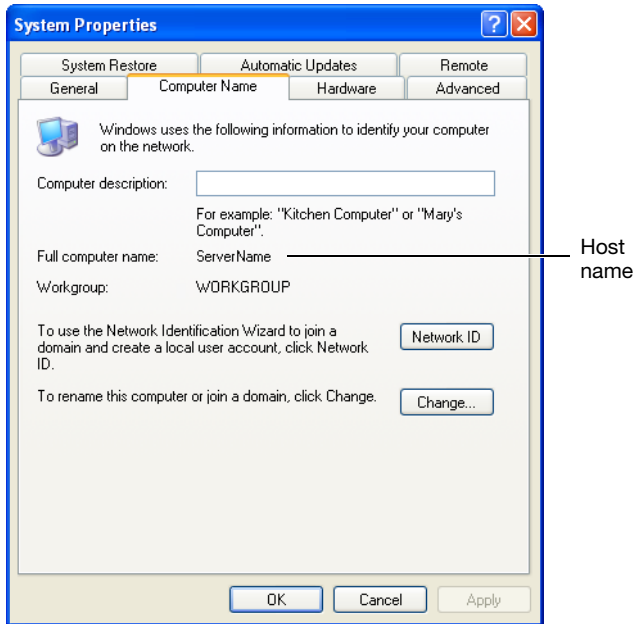 System Properties
System Restore Automatic Updates Remote
General Computer Name Hardware Advanced
Windows uses the following information to identify your computer
on the network.
Computer description:
For example: "Kitchen Computer" or "Mary's
Computer".
Full computer name: ServerName
Host
name
Workgroup: WORKGROUP
To use the Network Identification Wizard to join a
domain and create a local user account, click Network
ID.
Network ID
To rename this computer or join a domain, click Change.
Change...
OK Cancel Apply